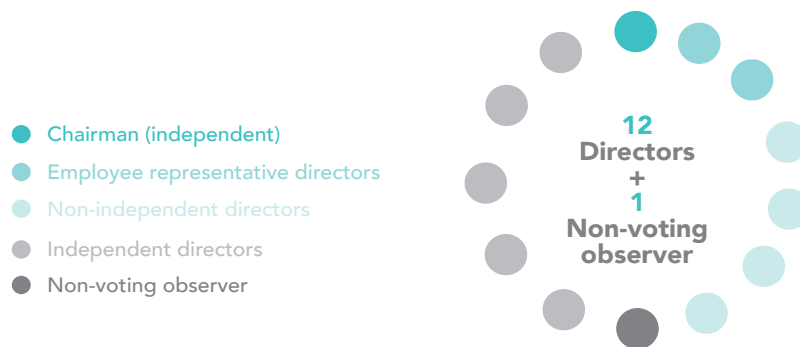 Chairman (independent)
Employee representative directors
Non-independent directors
Independent directors
Non-voting observer
12
Directors
+
1
Non-voting
observer